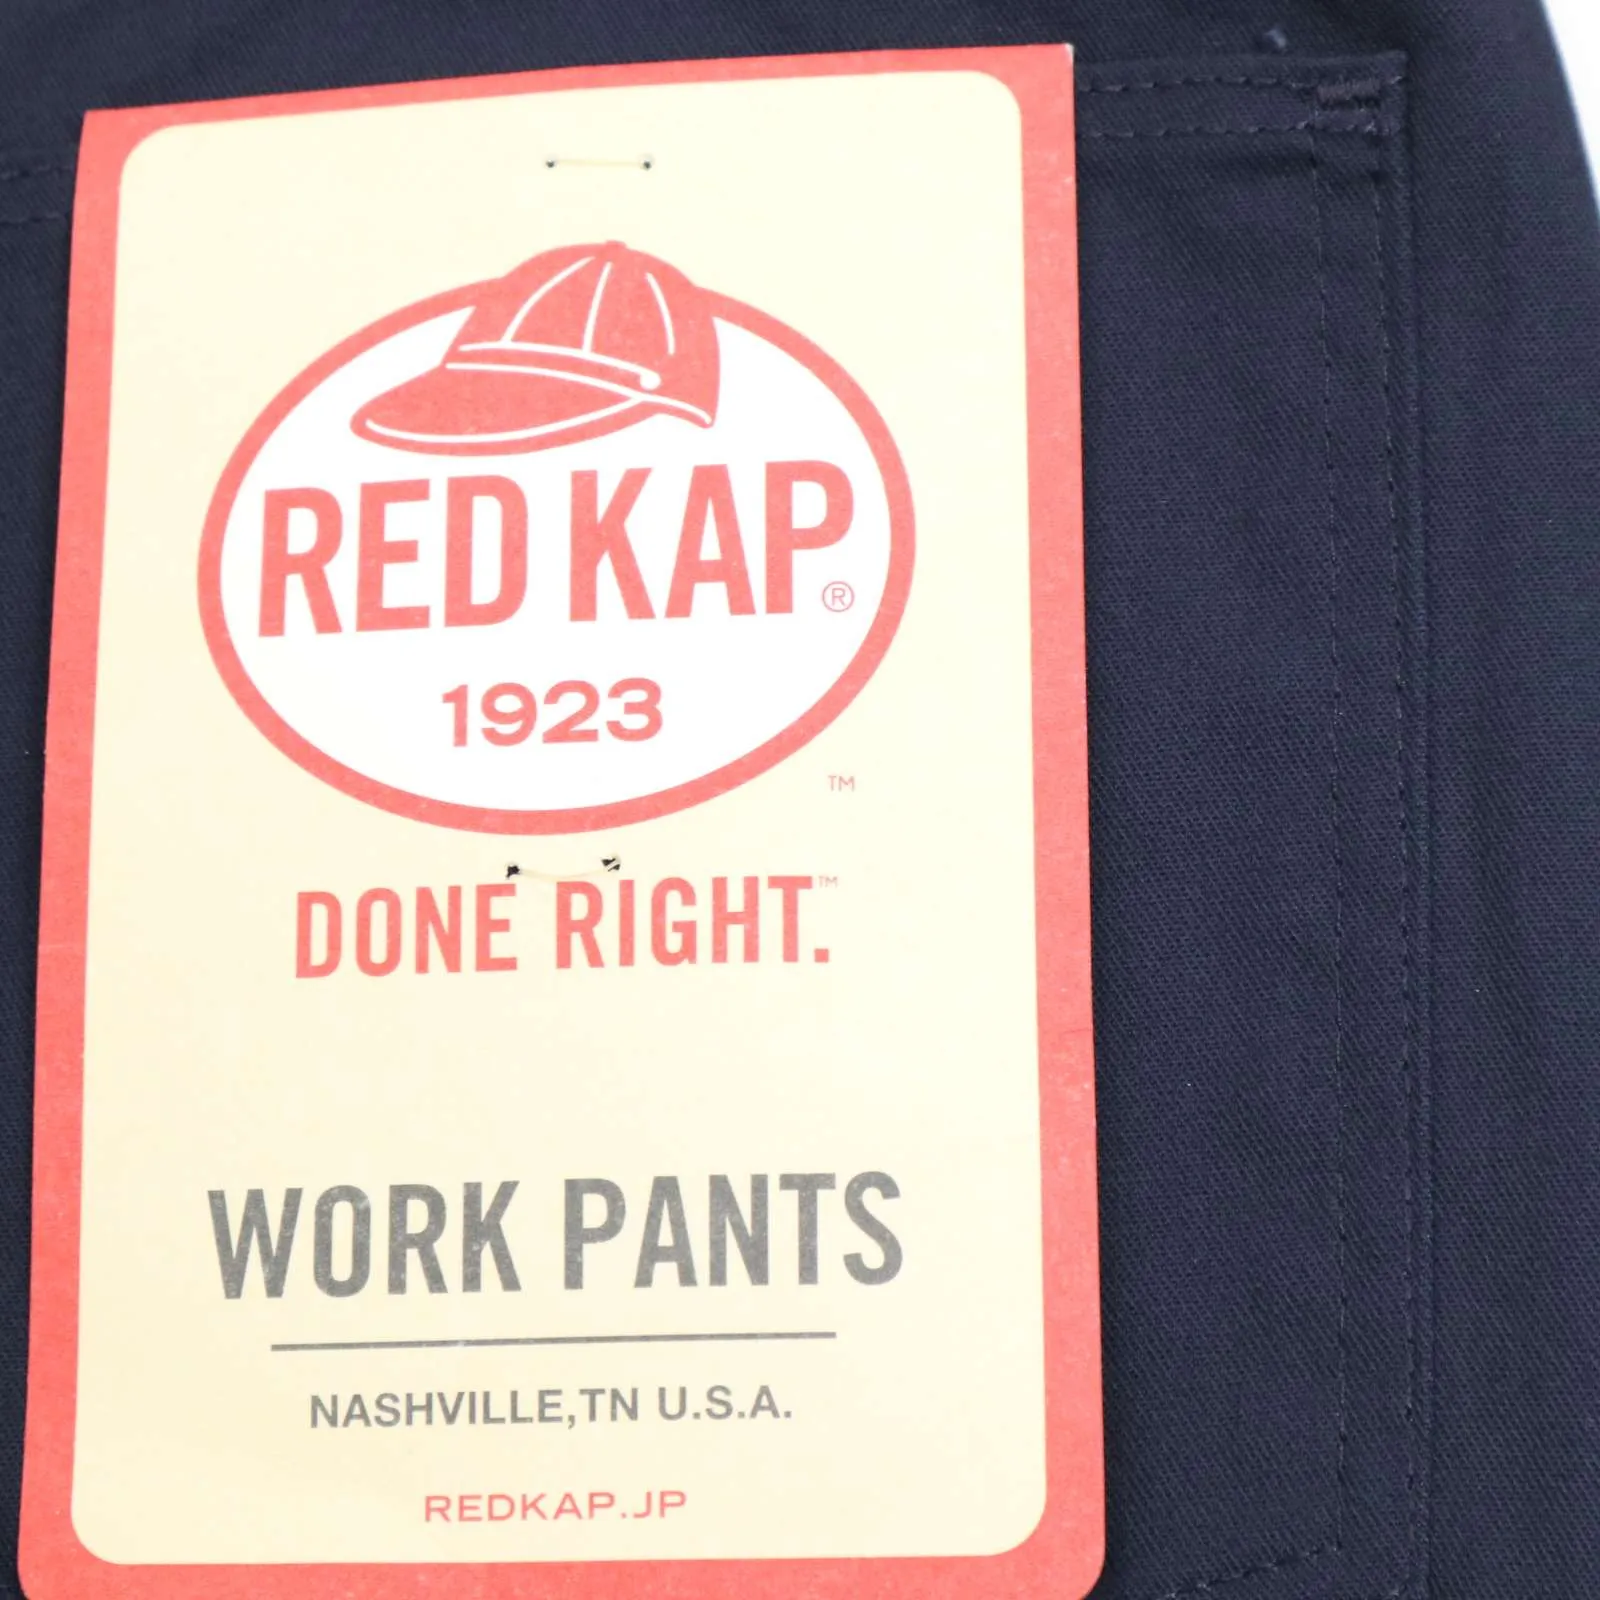 RED KAP®
1923
TM
DONE RIGHT.™
WORK PANTS
NASHVILLE,TN U.S.A.
REDKAP.JP